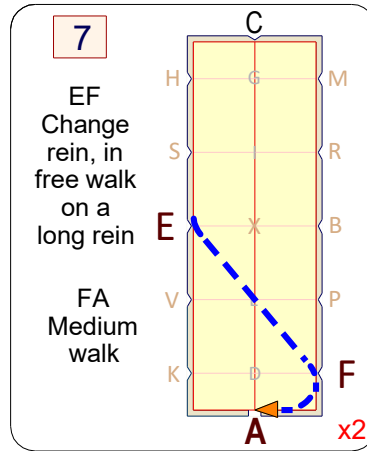 7
C
H G M
EF
Change
rein, in
free walk
on a
long rein
S I R
E X B
FA
Medium
walk
V L P
K D F
A
x2